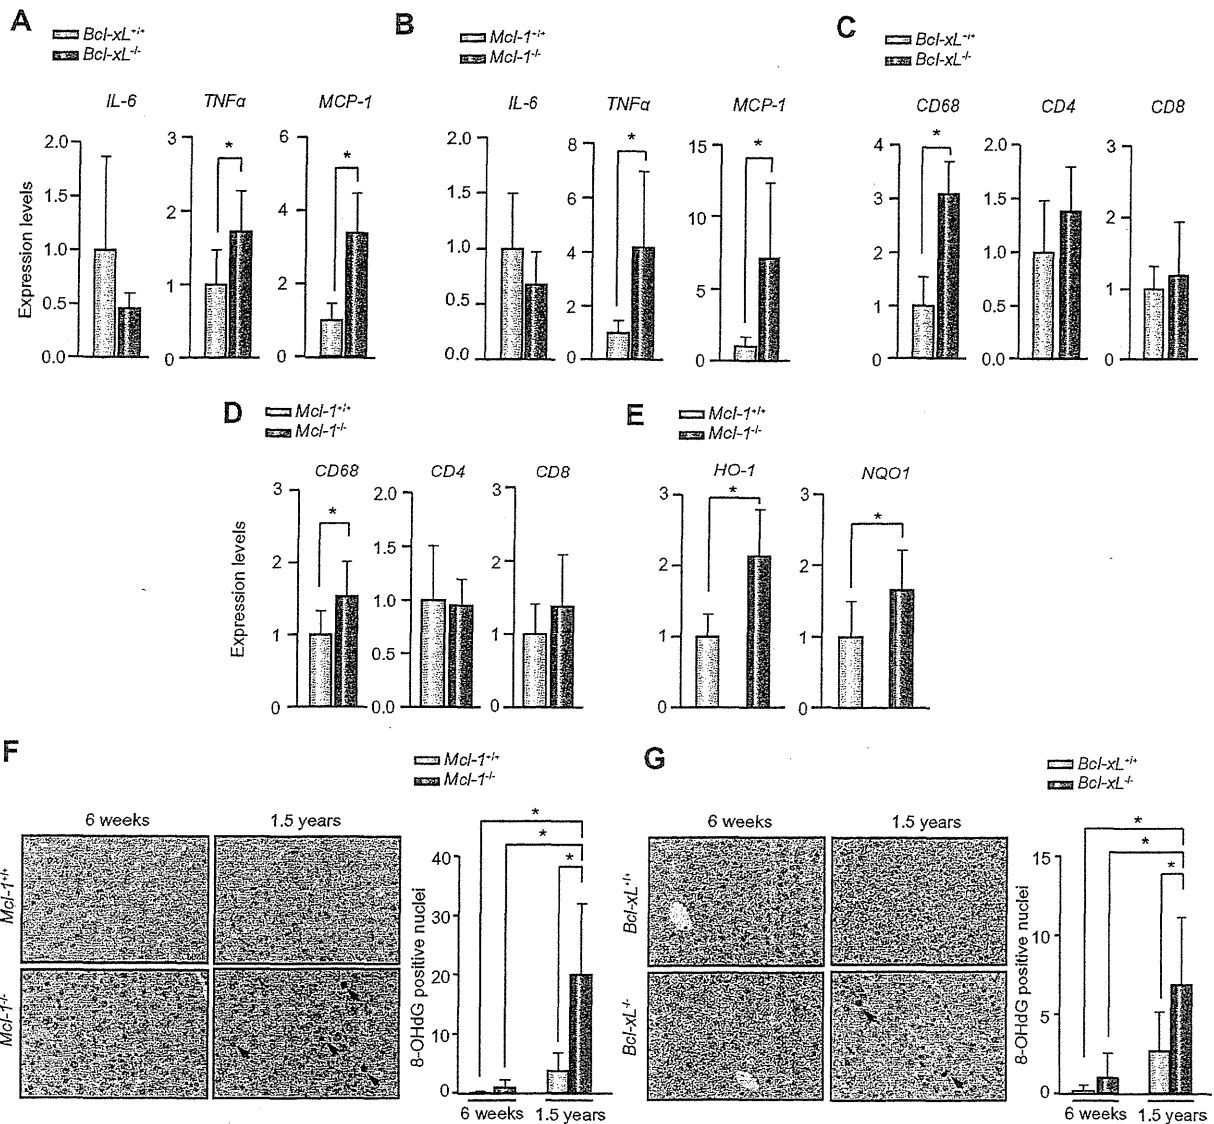 A
Bcl-xL+/+
Bcl-xL-/-
IL-6 TNFα MCP-1
Expression levels
2.0
1.5
1.0
0.5
0.0
3
2
1
0
6
4
2
0
B
Mcl-1+/+
Mcl-1-/-
IL-6 TNFα MCP-1
2.0
1.5
1.0
0.5
0.0
8
6
4
2
0
15
10
5
0
C
Bcl-xL+/+
Bcl-xL-/-
CD68 CD4 CD8
4
3
2
1
0
2.0
1.5
1.0
0.5
0.0
3
2
1
0
* * * * *
D
Mcl-1+/+
Mcl-1-/-
CD68 CD4 CD8
Expression levels
3
2
1
0
2.0
1.5
1.0
0.5
0.0
3
2
1
0
*
E
Mcl-1+/+
Mcl-1-/-
HO-1 NQO1
3
2
1
0
3
2
1
0
* *
F
Mcl-1+/+
Mcl-1-/-
6 weeks 1.5 years
Mcl-1+/+
Mcl-1-/-
8-OHdG positive nuclei
40
30
20
10
0
*
*
*
6 weeks 1.5 years
G
Bcl-xL+/+
Bcl-xL-/-
6 weeks 1.5 years
Bcl-xL+/+
Bcl-xL-/-
8-OHdG positive nuclei
15
10
5
0
*
*
*
6 weeks 1.5 years